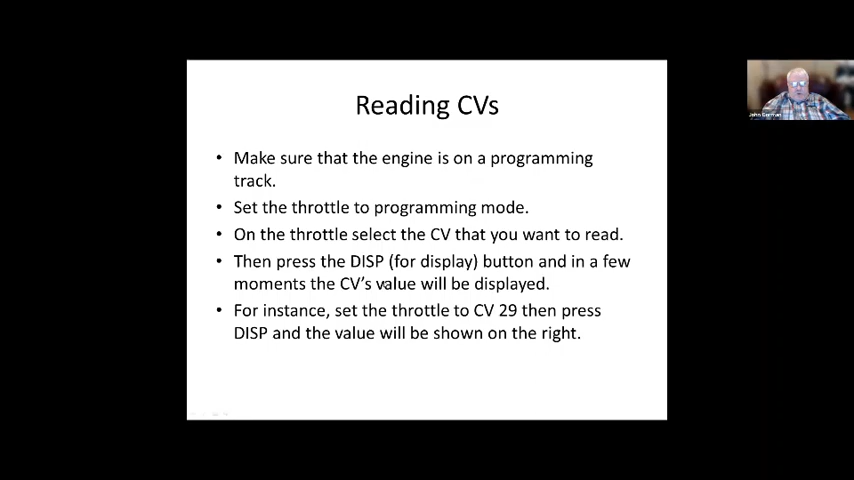 Reading CVs
• Make sure that the engine is on a programming
track.
• Set the throttle to programming mode.
• On the throttle select the CV that you want to read.
• Then press the DISP (for display) button and in a few
moments the CV's value will be displayed.
• For instance, set the throttle to CV 29 then press
DISP and the value will be shown on the right.
John Gorman